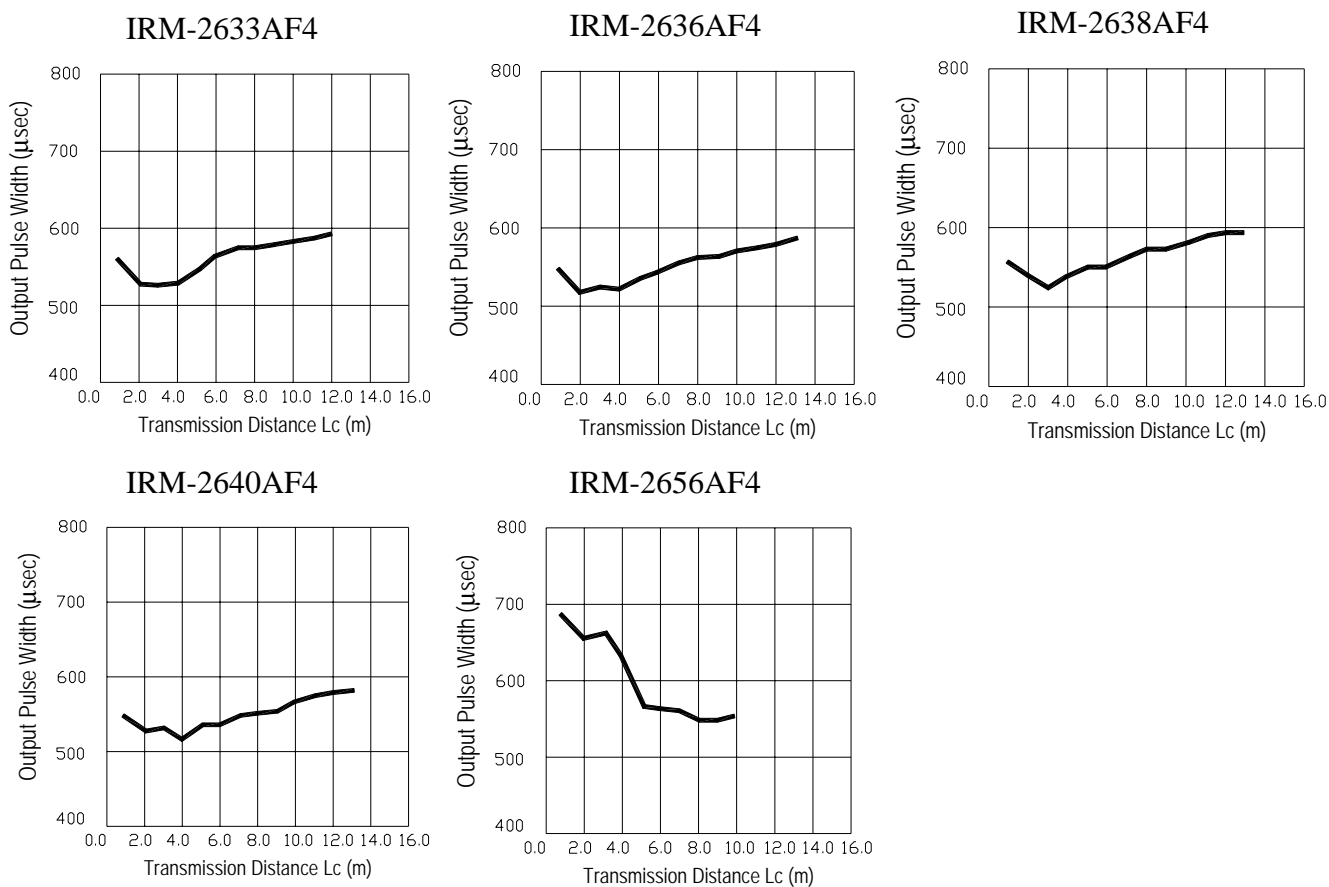 IRM-2633AF4
800
700
600
500
400
0.0 2.0 4.0 6.0 8.0 10.0 12.0 14.0 16.0
Output Pulse Width (μsec)
Transmission Distance Lc (m)
IRM-2636AF4
800
700
600
500
400
0.0 2.0 4.0 6.0 8.0 10.0 12.0 14.0 16.0
Output Pulse Width (μsec)
Transmission Distance Lc (m)
IRM-2638AF4
800
700
600
500
400
0.0 2.0 4.0 6.0 8.0 10.0 12.0 14.0 16.0
Output Pulse Width (μsec)
Transmission Distance Lc (m)
IRM-2640AF4
800
700
600
500
400
0.0 2.0 4.0 6.0 8.0 10.0 12.0 14.0 16.0
Output Pulse Width (μsec)
Transmission Distance Lc (m)
IRM-2656AF4
800
700
600
500
400
0.0 2.0 4.0 6.0 8.0 10.0 12.0 14.0 16.0
Output Pulse Width (μsec)
Transmission Distance Lc (m)